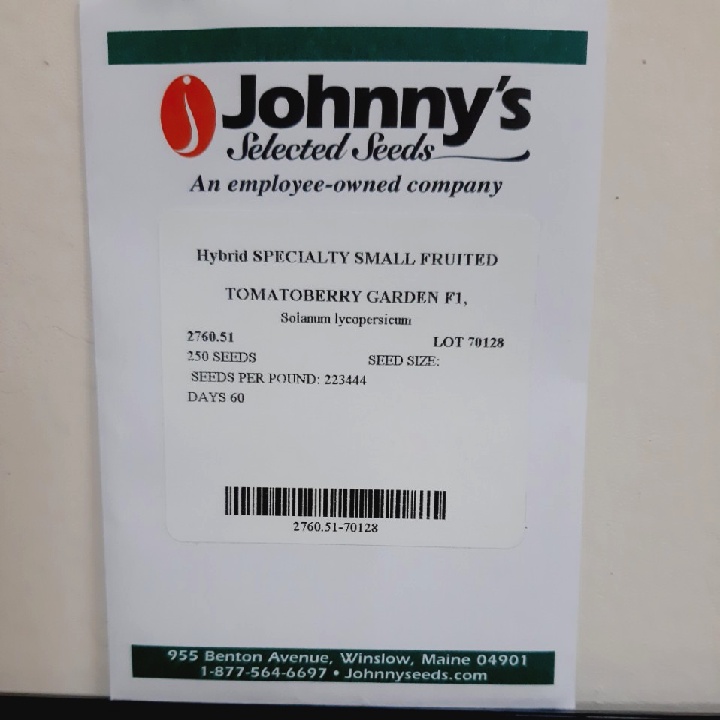 Johnny's
Selected Seeds
An employee-owned company
Hybrid SPECIALTY SMALL FRUITED
TOMATOBERRY GARDEN F1,
Solanum lycopersicum
2760.51 LOT 70128
250 SEEDS SEED SIZE:
SEEDS PER POUND: 223444
DAYS 60
2760.51-70128
955 Benton Avenue, Winslow, Maine 04901
1-877-564-6697 • Johnnyseeds.com